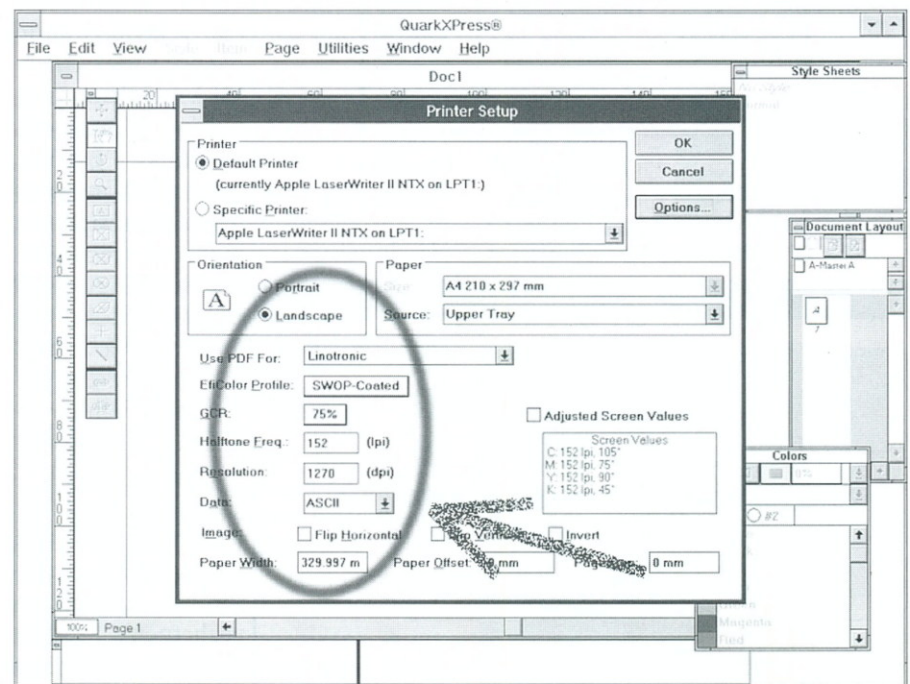 QuarkXPress®
File Edit View Page Utilities Window Help
Doc1
Style Sheets
Printer Setup
Printer
Default Printer
(currently Apple LaserWriter II NTX on LPT1:)
Specific Printer:
Apple LaserWriter II NTX on LPT1:
OK
Cancel
Options...
Document Layout
A-Master A
Orientation
A
Portrait
Landscape
Paper
A4 210 x 297 mm
Source: Upper Tray
Use PDF For: Linotronic
EfiColor Profile: SWOP-Coated
GCR: 75%
Halftone Freq.: 152 (lpi)
Resolution: 1270 (dpi)
Data: ASCII
Adjusted Screen Values
Screen Values
C: 152 lpi, 105°
M: 152 lpi, 75°
Y: 152 lpi, 90°
K: 152 lpi, 45°
Image: Flip Horizontal Invert
Paper Width: 329.997 m Paper Offset: mm 0 mm
Colors
#2
Magenta
Red
100% Page 1